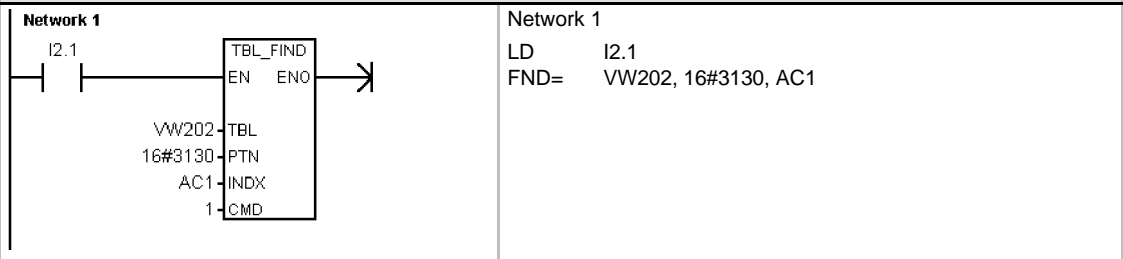 Network 1
I2.1
TBL_FIND
EN ENO
VW202 TBL
16#3130 PTN
AC1 INDX
1 CMD
Network 1
LD I2.1
FND= VW202, 16#3130, AC1